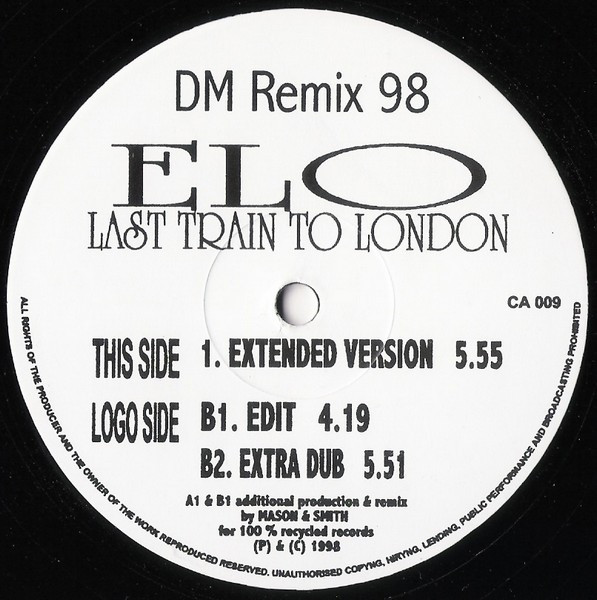 DM Remix 98
ELO
LAST TRAIN TO LONDON
CA 009
THIS SIDE 1. EXTENDED VERSION 5.55
LOGO SIDE B1. EDIT 4.19
B2. EXTRA DUB 5.51
A1 & B1 additional production & remix
by MASON & SMITH
for 100 % recycled records
(P) & (C) 1998
ALL RIGHTS OF THE PRODUCER AND THE OWNER OF THE WORK REPRODUCED RESERVED. UNAUTHORISED COPYNG, HIRYNG, LENDING, PUBLIC PERFORMANCE AND BROADCASTING PROHIBITED